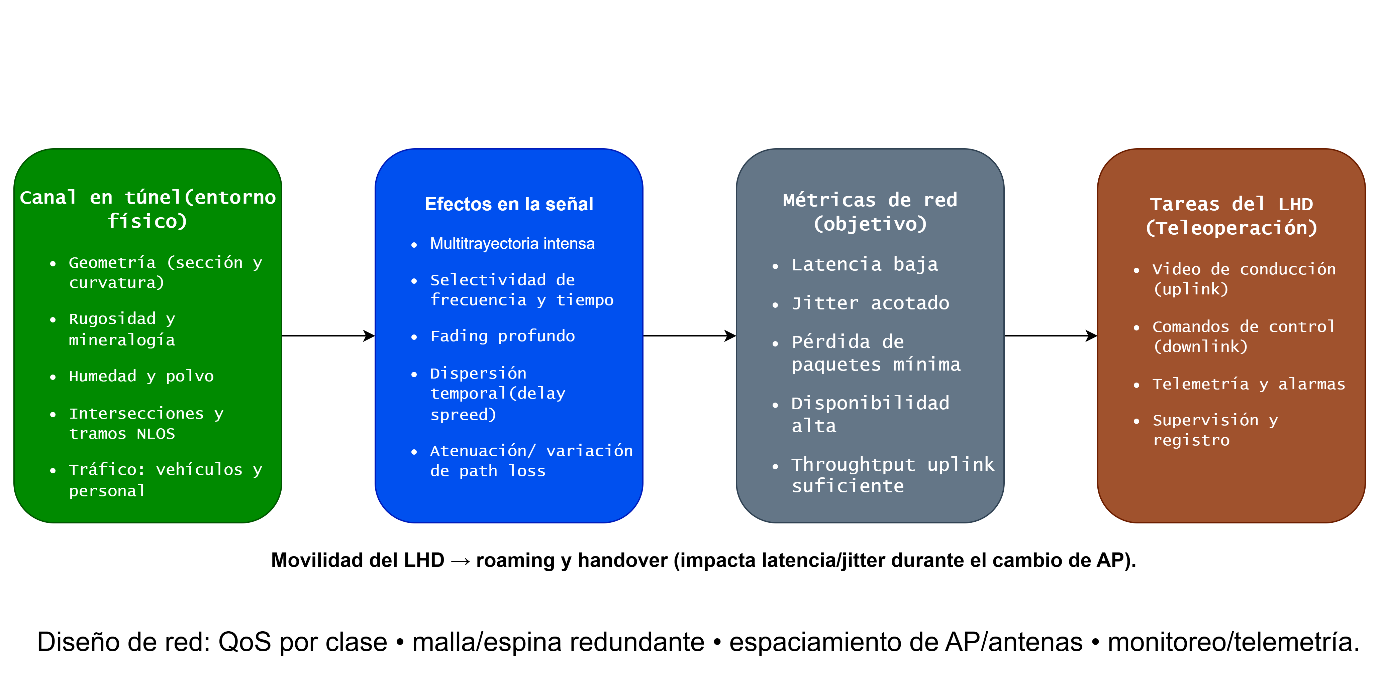 Canal en túnel(entorno
físico)
• Geometría (sección y
curvatura)
• Rugosidad y
mineralogía
• Humedad y polvo
• Intersecciones y
tramos NLOS
• Tráfico: vehículos y
personal
Efectos en la señal
• Multitrayectoria intensa
• Selectividad de
frecuencia y tiempo
• Fading profundo
• Dispersión
temporal(delay
spreed)
• Atenuación/ variación
de path loss
Métricas de red
(objetivo)
• Latencia baja
• Jitter acotado
• Pérdida de
paquetes mínima
• Disponibilidad
alta
• Throughtput uplink
suficiente
Tareas del LHD
(Teleoperación)
• Video de conducción
(uplink)
• Comandos de control
(downlink)
• Telemetría y alarmas
• Supervisión y
registro
Movilidad del LHD → roaming y handover (impacta latencia/jitter durante el cambio de AP).
Diseño de red: QoS por clase • malla/espina redundante • espaciamiento de AP/antenas • monitoreo/telemetría.